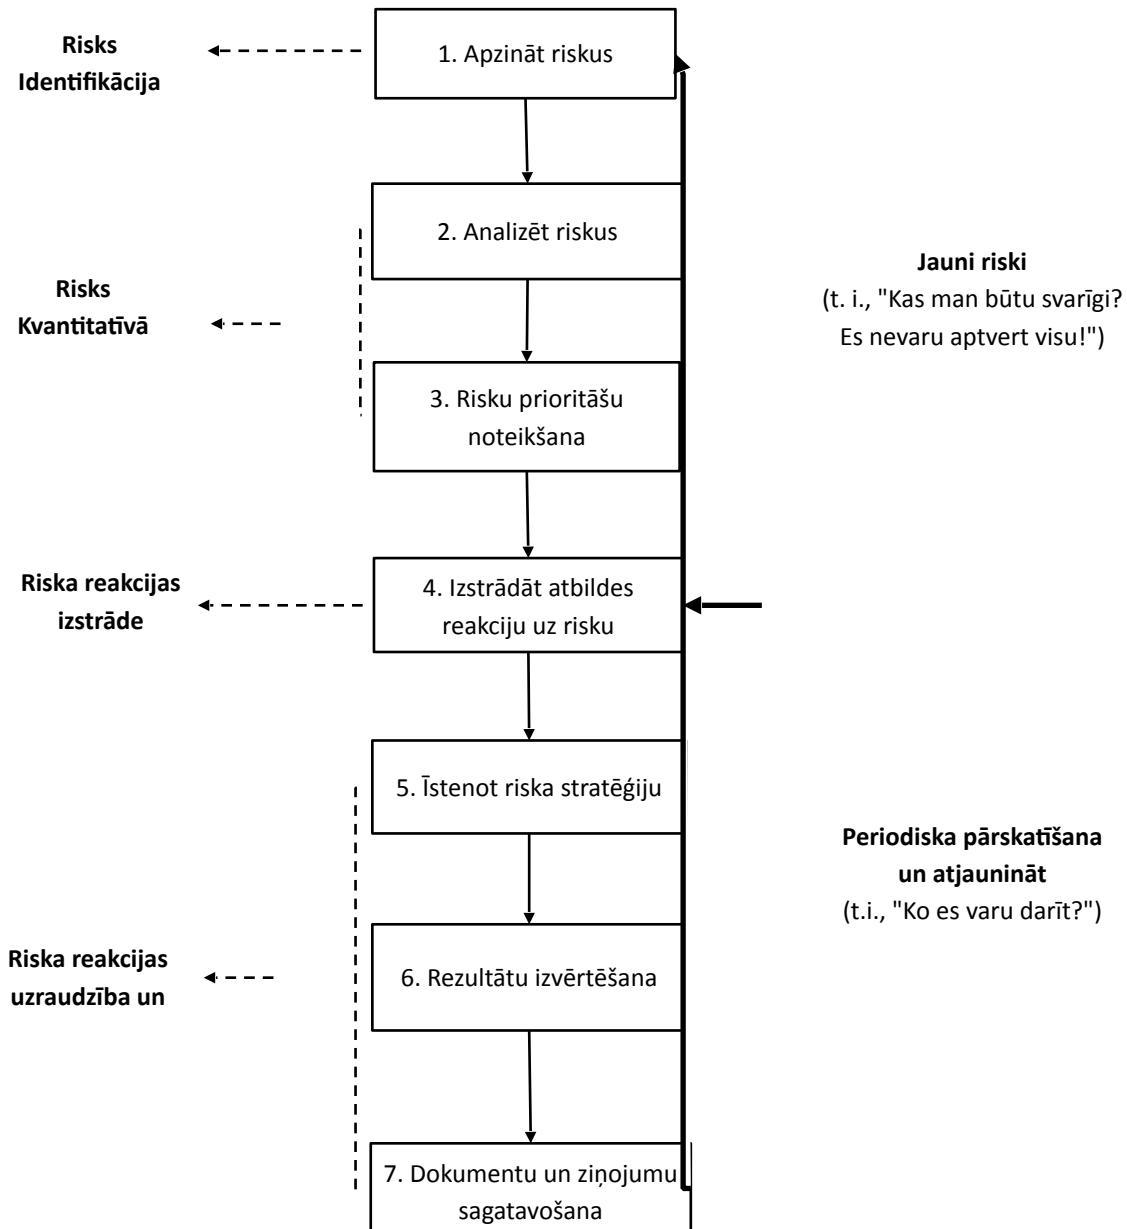 Risks
Identifikācija
1. Apzināt riskus
2. Analizēt riskus
Risks
Kvantitatīvā
Jauni riski
(t. i., "Kas man būtu svarīgi?
Es nevaru aptvert visu!")
3. Risku prioritāšu
noteikšana
Riska reakcijas
izstrāde
4. Izstrādāt atbildes
reakciju uz risku
5. Īstenot riska stratēģiju
Periodiska pārskatīšana
un atjaunināt
(t.i., "Ko es varu darīt?")
Riska reakcijas
uzraudzība un
6. Rezultātu izvērtēšana
7. Dokumentu un ziņojumu
sagatavošana